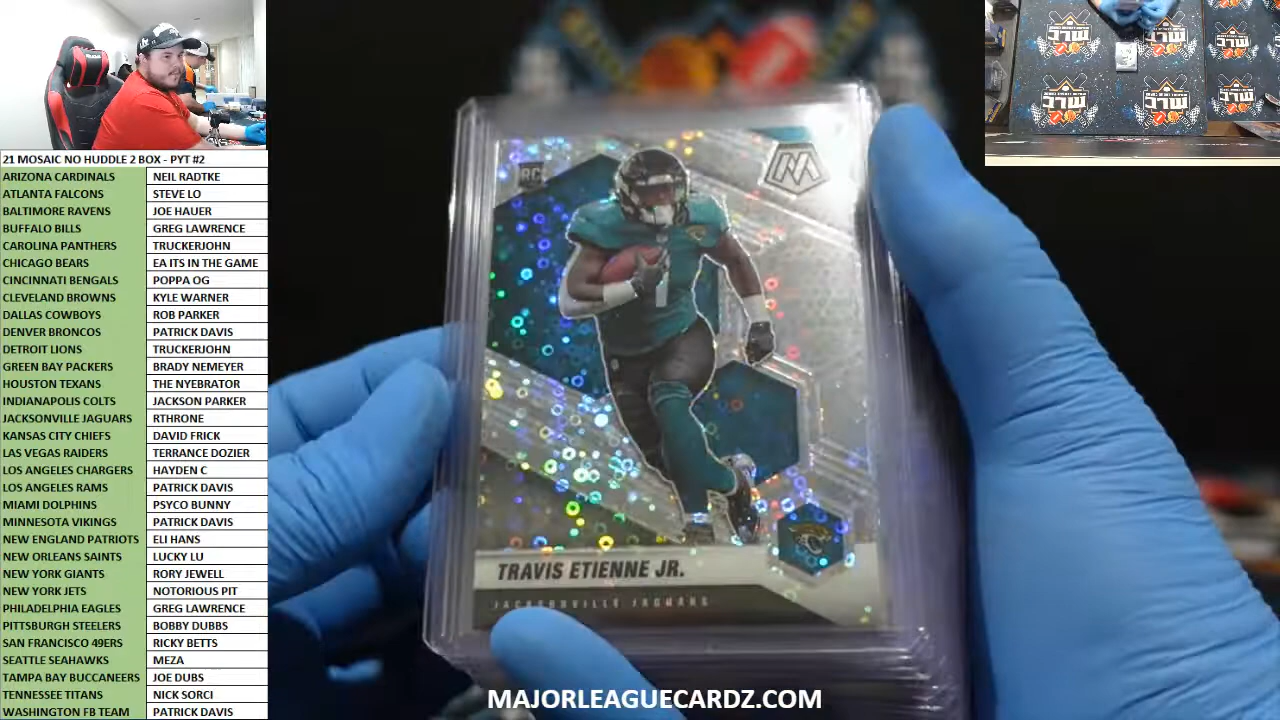 21 MOSAIC NO HUDDLE 2 BOX - PYT #2
ARIZONA CARDINALS NEIL RADTKE
ATLANTA FALCONS STEVE LO
BALTIMORE RAVENS JOE HAUER
BUFFALO BILLS GREG LAWRENCE
CAROLINA PANTHERS TRUCKERJOHN
CHICAGO BEARS EA ITS IN THE GAME
CINCINNATI BENGALS POPPA OG
CLEVELAND BROWNS KYLE WARNER
DALLAS COWBOYS ROB PARKER
DENVER BRONCOS PATRICK DAVIS
DETROIT LIONS TRUCKERJOHN
GREEN BAY PACKERS BRADY NEMEYER
HOUSTON TEXANS THE NYEBRATOR
INDIANAPOLIS COLTS JACKSON PARKER
JACKSONVILLE JAGUARS RTHRONE
KANSAS CITY CHIEFS DAVID FRICK
LAS VEGAS RAIDERS TERRANCE DOZIER
LOS ANGELES CHARGERS HAYDEN C
LOS ANGELES RAMS PATRICK DAVIS
MIAMI DOLPHINS PSYCO BUNNY
MINNESOTA VIKINGS PATRICK DAVIS
NEW ENGLAND PATRIOTS ELI HANS
NEW ORLEANS SAINTS LUCKY LU
NEW YORK GIANTS RORY JEWELL
NEW YORK JETS NOTORIOUS PIT
PHILADELPHIA EAGLES GREG LAWRENCE
PITTSBURGH STEELERS BOBBY DUBBS
SAN FRANCISCO 49ERS RICKY BETTS
SEATTLE SEAHAWKS MEZA
TAMPA BAY BUCCANEERS JOE DUBS
TENNESSEE TITANS NICK SORCI
WASHINGTON FB TEAM PATRICK DAVIS
RC
M
1
TRAVIS ETIENNE JR.
JACKSONVILLE JAGUARS
MAJORLEAGUECARDZ.COM